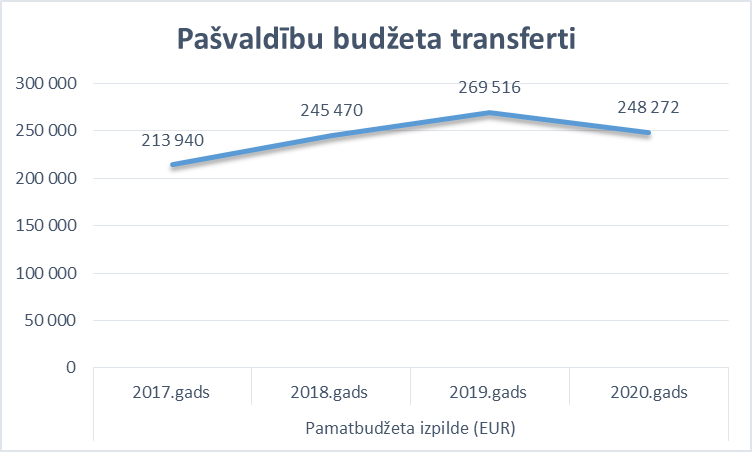 Pašvaldību budžeta transferti
300 000
250 000
200 000
150 000
100 000
50 000
0
213 940
245 470
269 516
248 272
2017.gads
2018.gads
2019.gads
2020.gads
Pamatbudžeta izpilde (EUR)